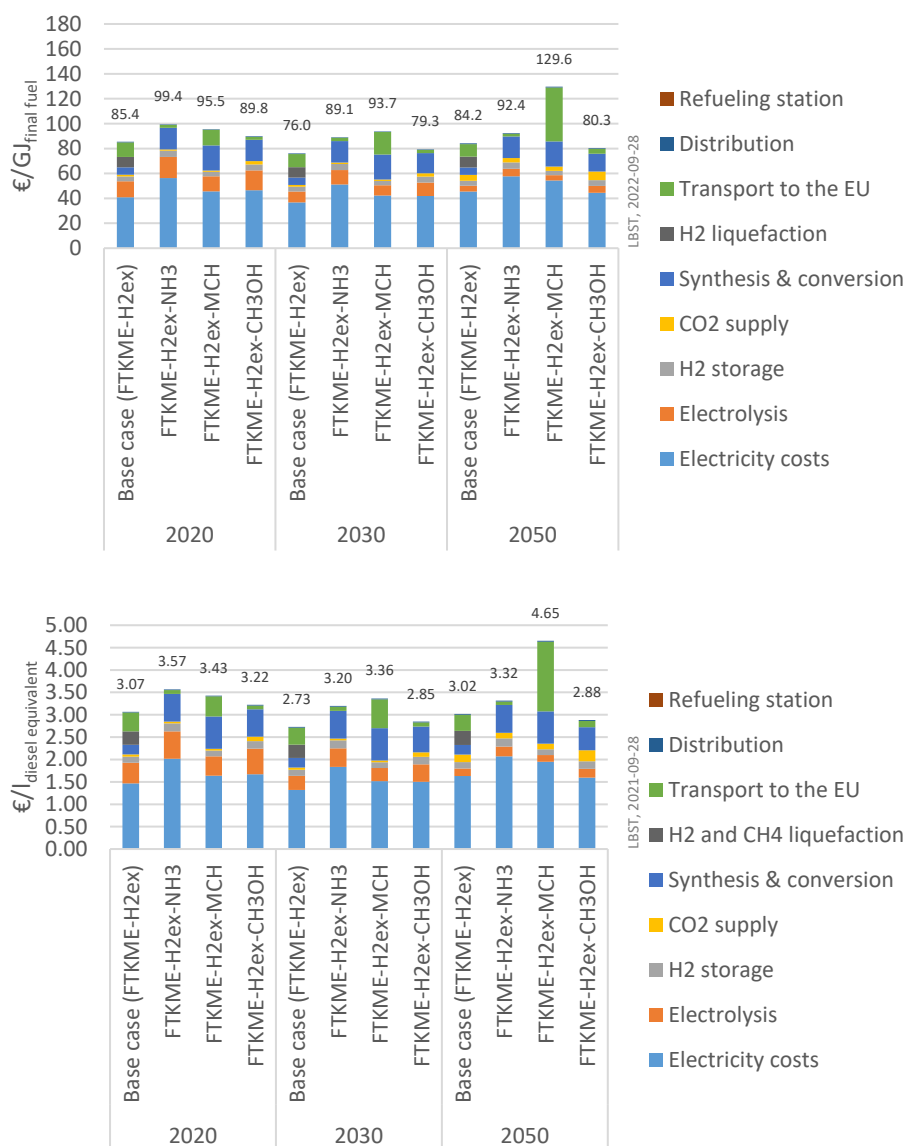 180
160
140
120
100
80
60
40
20
0
€/GJfinal fuel
85.4
99.4
95.5
89.8
76.0
89.1
93.7
79.3
84.2
92.4
129.6
80.3
Base case (FTKME-H2ex)
FTKME-H2ex-NH3
FTKME-H2ex-MCH
FTKME-H2ex-CH3OH
Base case (FTKME-H2ex)
FTKME-H2ex-NH3
FTKME-H2ex-MCH
FTKME-H2ex-CH3OH
Base case (FTKME-H2ex)
FTKME-H2ex-NH3
FTKME-H2ex-MCH
FTKME-H2ex-CH3OH
2020
2030
2050
LBST, 2022-09-28
Refueling station
Distribution
Transport to the EU
H2 liquefaction
Synthesis & conversion
CO2 supply
H2 storage
Electrolysis
Electricity costs
5.00
4.50
4.00
3.50
3.00
2.50
2.00
1.50
1.00
0.50
0.00
€/ldiesel equivalent
3.07
3.57
3.43
3.22
2.73
3.20
3.36
2.85
3.02
3.32
4.65
2.88
Base case (FTKME-H2ex)
FTKME-H2ex-NH3
FTKME-H2ex-MCH
FTKME-H2ex-CH3OH
Base case (FTKME-H2ex)
FTKME-H2ex-NH3
FTKME-H2ex-MCH
FTKME-H2ex-CH3OH
Base case (FTKME-H2ex)
FTKME-H2ex-NH3
FTKME-H2ex-MCH
FTKME-H2ex-CH3OH
2020
2030
2050
LBST, 2021-09-28
Refueling station
Distribution
Transport to the EU
H2 and CH4 liquefaction
Synthesis & conversion
CO2 supply
H2 storage
Electrolysis
Electricity costs